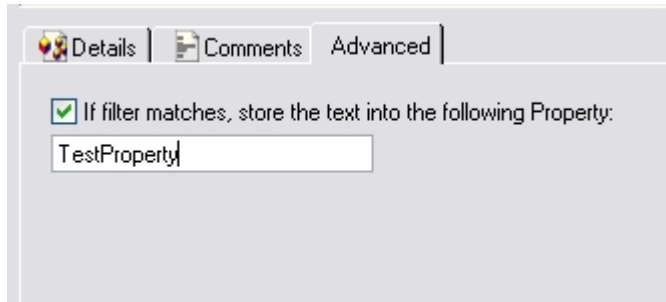 Details Comments Advanced
If filter matches, store the text into the following Property:
TestProperty